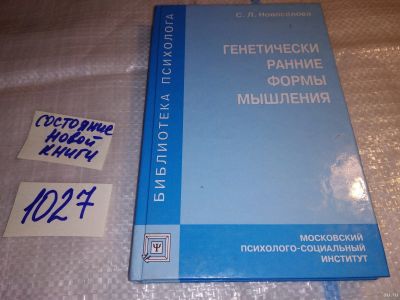 С. Л. Новоселова
ГЕНЕТИЧЕСКИ
РАННИЕ
ФОРМЫ
МЫШЛЕНИЯ
БИБЛИОТЕКА ПСИХОЛОГА
Ψ
МОСКОВСКИЙ
ПСИХОЛОГО-СОЦИАЛЬНЫЙ
ИНСТИТУТ
СОСТОЯНИЕ
НОВОЙ
КНИГИ
1027